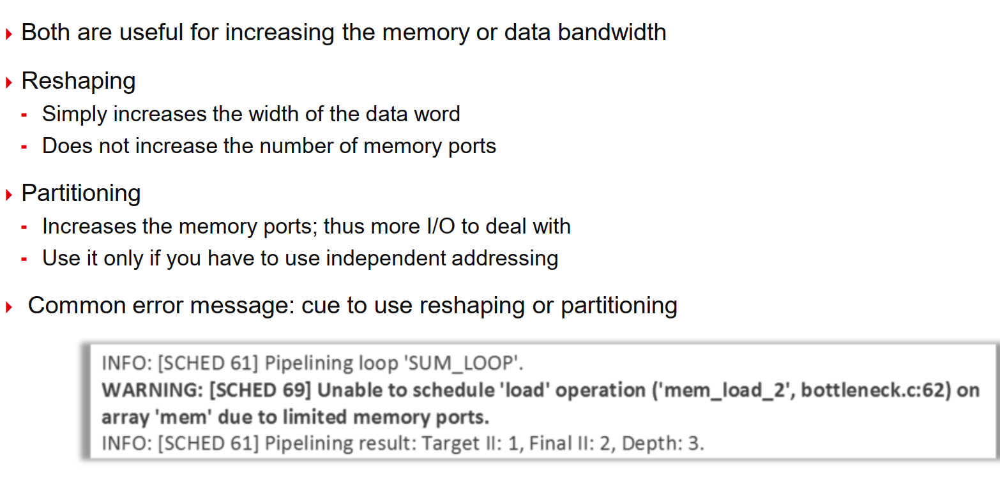 Both are useful for increasing the memory or data bandwidth
Reshaping
- Simply increases the width of the data word
- Does not increase the number of memory ports
Partitioning
- Increases the memory ports; thus more I/O to deal with
- Use it only if you have to use independent addressing
Common error message: cue to use reshaping or partitioning
INFO: [SCHED 61] Pipelining loop 'SUM_LOOP'.
WARNING: [SCHED 69] Unable to schedule 'load' operation ('mem_load_2', bottleneck.c:62) on
array 'mem' due to limited memory ports.
INFO: [SCHED 61] Pipelining result: Target II: 1, Final II: 2, Depth: 3.